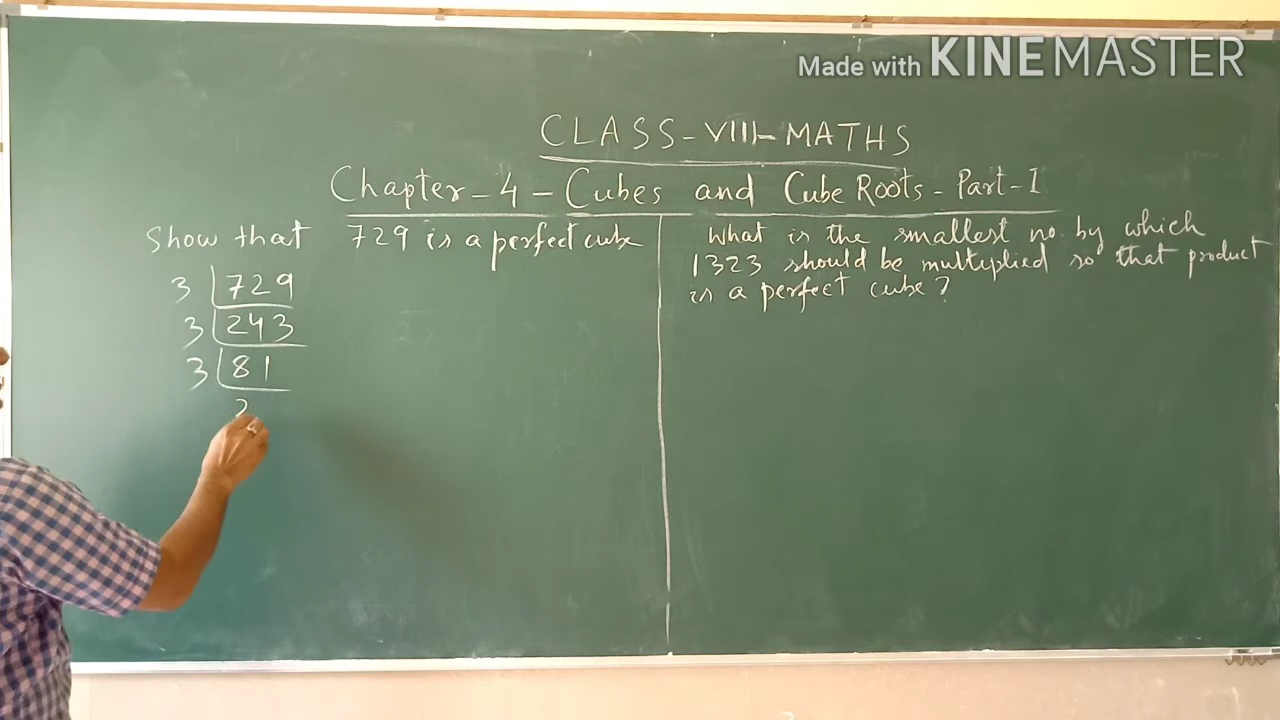 Made with KINEMASTER
CLASS-VIII-MATHS
Chapter-4-Cubes and Cube Roots-Part-I
Show that 729 is a perfect cube
3 729
3 243
3 81
2
What is the smallest no. by which
1323 should be multiplied so that product
is a perfect cube?